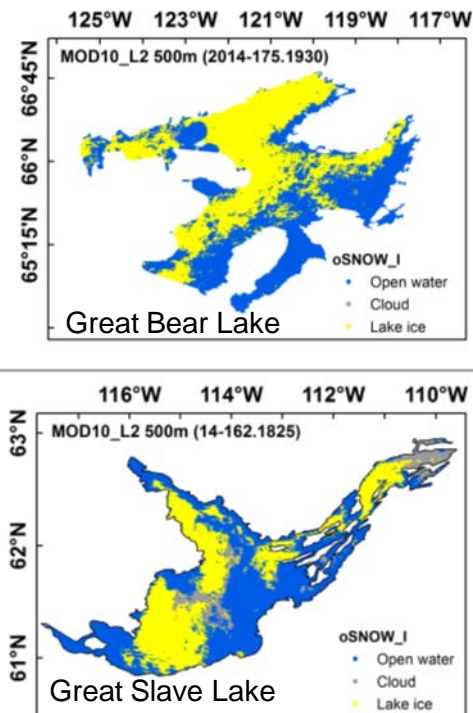 125°W 123°W 121°W 119°W 117°W
MOD10_L2 500m (2014-175.1930)
66°45'N
66°N
65°15'N
oSNOW_I
Open water
Cloud
Lake ice
Great Bear Lake
116°W 114°W 112°W 110°W
MOD10_L2 500m (14-162.1825)
63°N
62°N
61°N
oSNOW_I
Open water
Cloud
Lake ice
Great Slave Lake